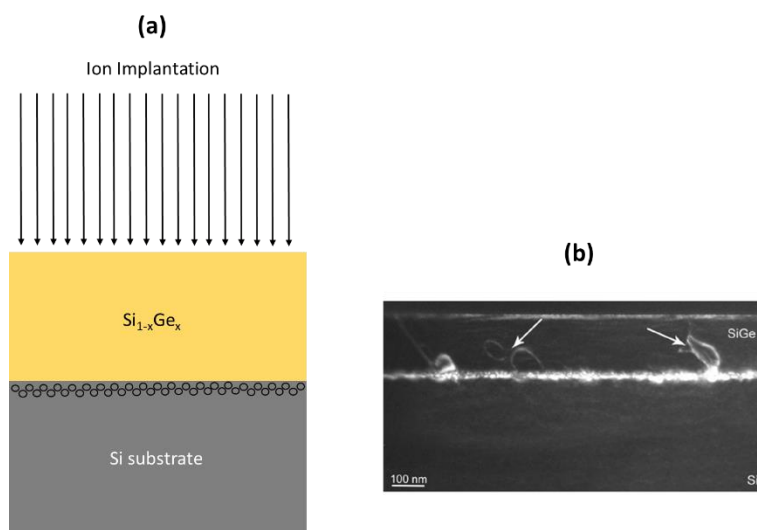 (a)
Ion Implantation
Si₁₋ₓGeₓ
Si substrate
(b)
SiGe
100 nm
Si